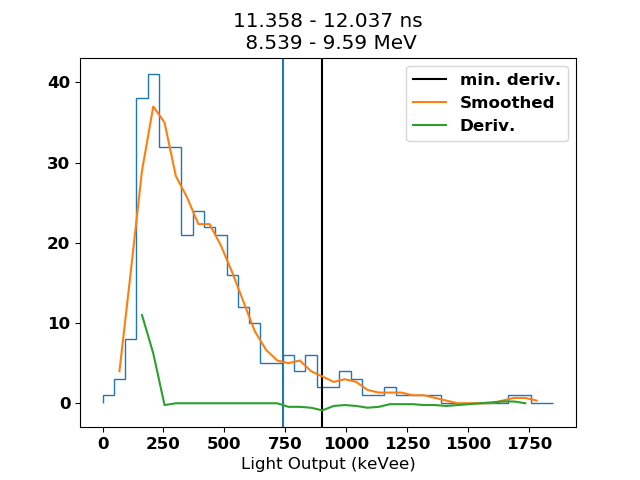 11.358 - 12.037 ns
8.539 - 9.59 MeV
min. deriv.
Smoothed
Deriv.
40
30
20
10
0
0 250 500 750 1000 1250 1500 1750
Light Output (keVee)